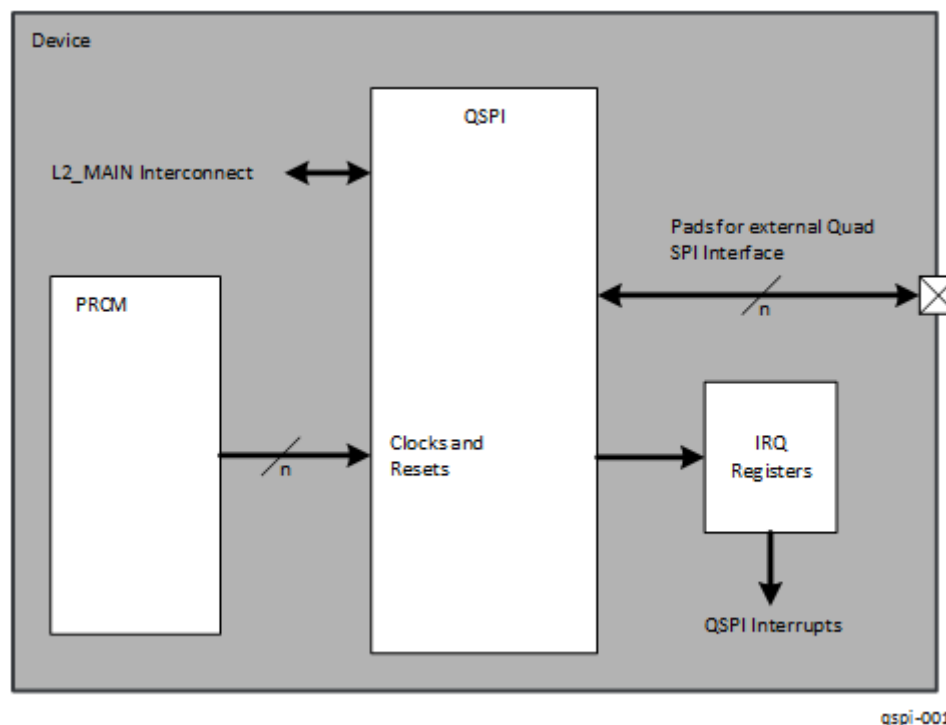 Device
QSPI
L2_MAIN Interconnect
Pads for external Quad
SPI Interface
n
PRCM
Clocks and
Resets
n
IRQ
Registers
QSPI Interrupts
qspi-001